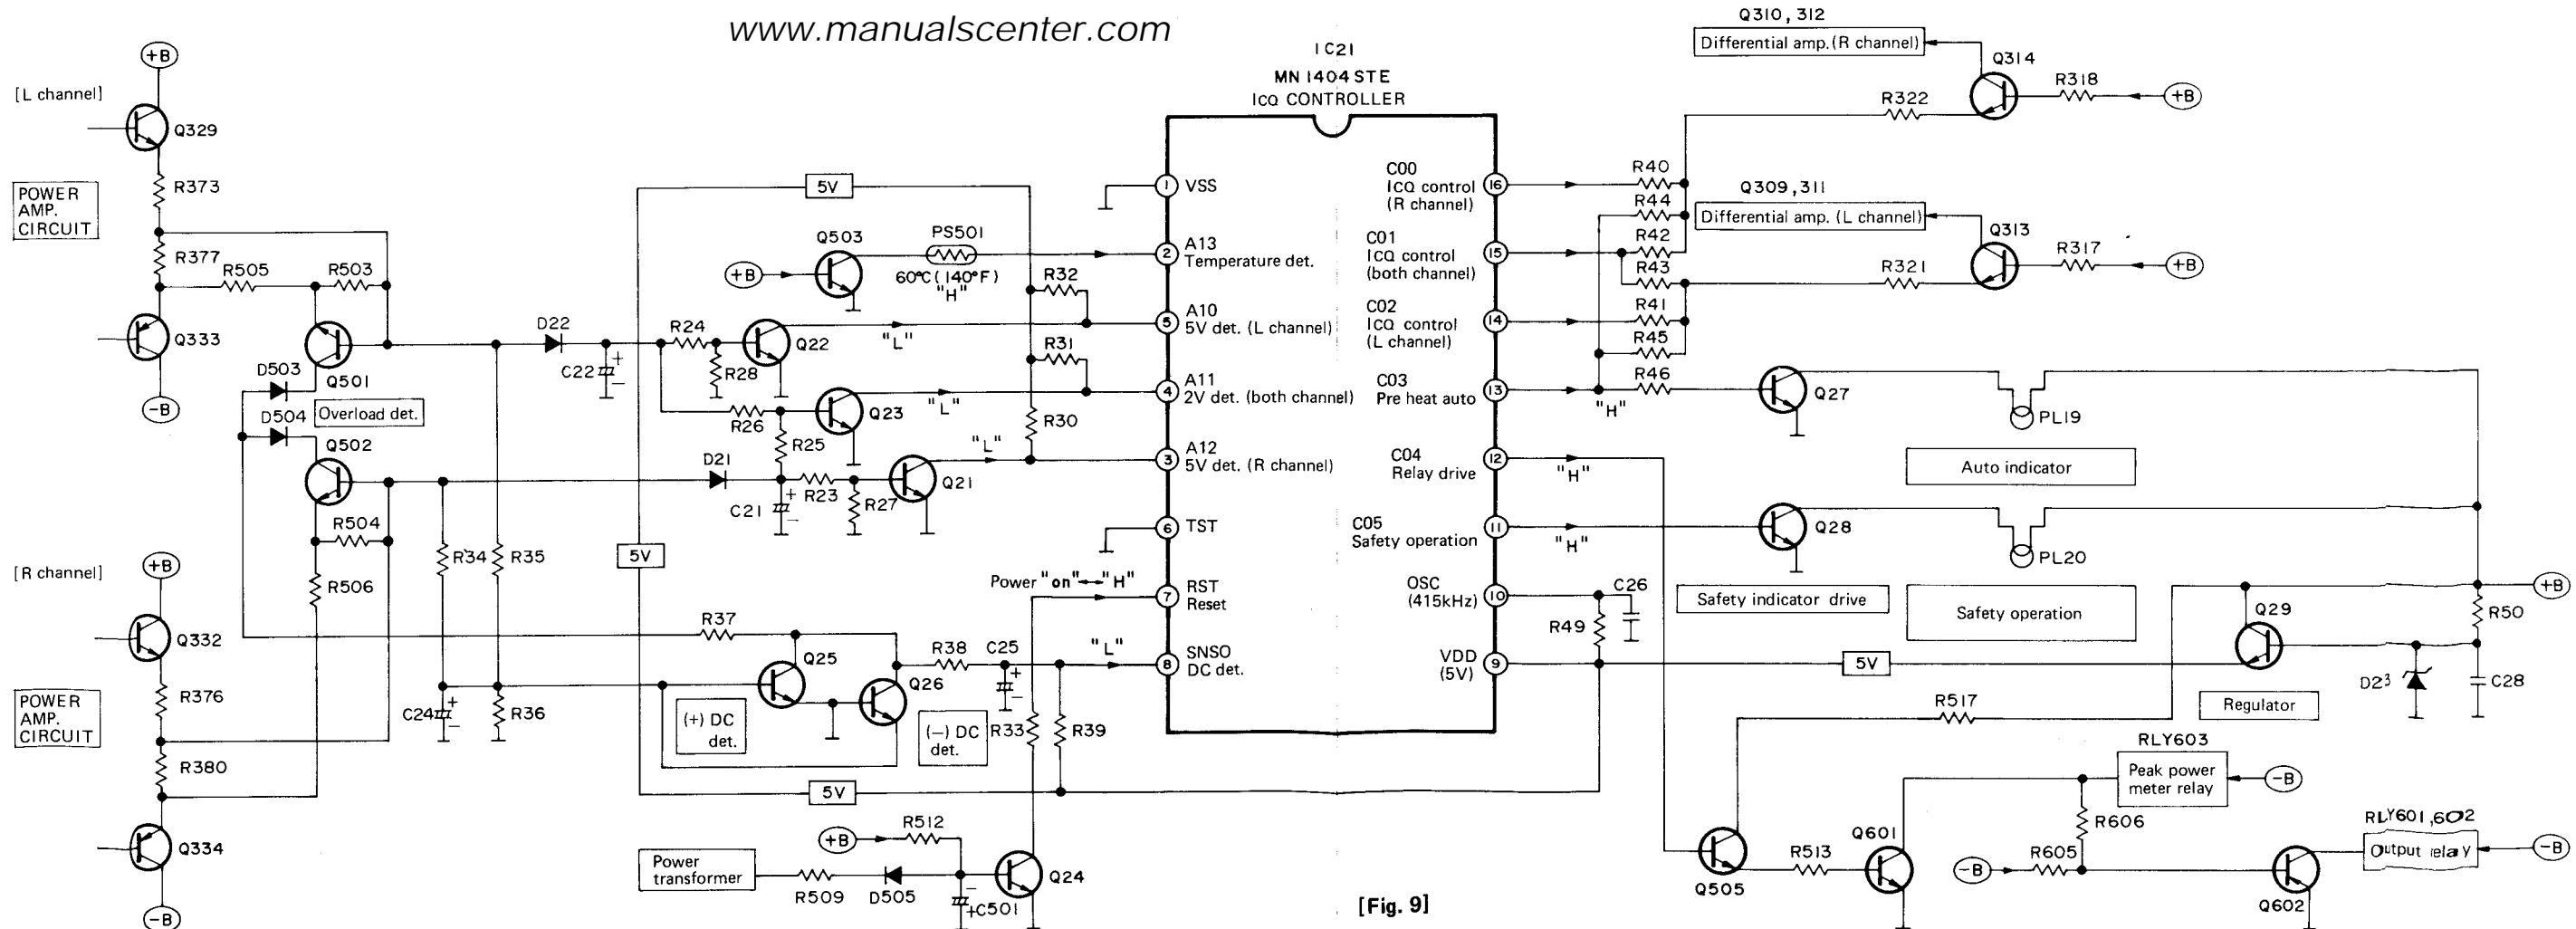 www.manualscenter.com
IC21
MN1404STE
ICQ CONTROLLER
[L channel]
+B
Q329
R373
POWER
AMP.
CIRCUIT
R377
R505
R503
Q333
-B
D503
Q501
D504
Overload det.
Q502
R504
R506
[R channel]
+B
Q332
R376
POWER
AMP.
CIRCUIT
R380
Q334
-B
R34
R35
R36
C24
+
-
D22
C22
+
-
R24
R28
Q22
"L"
R26
R25
Q23
"L"
D21
C21
+
-
R23
R27
Q21
"L"
5V
Q503
+B
PS501
60°C (140°F)
"H"
R32
R31
R30
5V
R37
Q25
Q26
(+) DC
det.
(-) DC
det.
R38
C25
+
-
"L"
R33
R39
Power "on"↔"H"
5V
+B
R512
Power
transformer
R509
D505
-
+
C501
Q24
1 VSS
2 A13
Temperature det.
5 A10
5V det. (L channel)
4 A11
2V det. (both channel)
3 A12
5V det. (R channel)
6 TST
7 RST
Reset
8 SNSO
DC det.
C00
ICQ control
(R channel)
16
C01
ICQ control
(both channel)
15
C02
ICQ control
(L channel)
14
C03
Pre heat auto
13
C04
Relay drive
12
C05
Safety operation
11
OSC
(415kHz)
10
VDD
(5V)
9
Q310, 312
Differential amp. (R channel)
Q314
R318
+B
R322
R40
R44
R42
R43
R41
R45
R46
Q309, 311
Differential amp. (L channel)
Q313
R317
+B
R321
"H"
Q27
PL19
Auto indicator
"H"
"H"
Q28
PL20
Safety indicator drive
Safety operation
C26
R49
5V
Q29
R50
+B
D23
C28
Regulator
R517
RLY603
Peak power
meter relay
-B
R606
RLY601,602
Output relay
-B
Q505
R513
Q601
-B
R605
Q602
[Fig. 9]